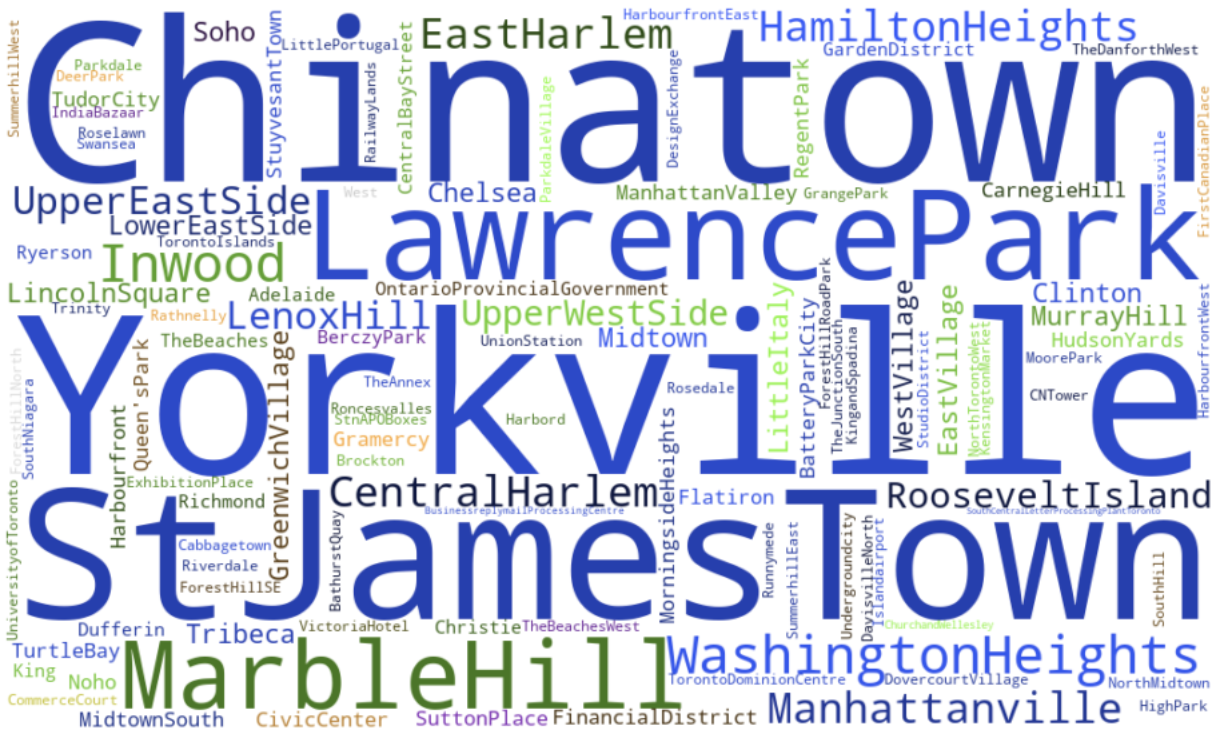 Chinatown
SummerhillWest
Parkdale
DeerPark
TudorCity
IndiaBazaar
Roselawn
Swansea
Soho
StuyvesantTown
LittlePortugal
RailwayLands
CentralBayStreet
EastHarlem
HarbourfrontEast
HamiltonHeights
GardenDistrict
TheDanforthWest
ParkdaleVillage
DesignExchange
RegentPark
Davisville
FirstCanadianPlace
West
Chelsea
ManhattanValley
GrangePark
CarnegieHill
UpperEastSide
LowerEastSide
TorontoIslands
Ryerson
Inwood
LawrencePark
LincolnSquare
Trinity
Rathnelly
Adelaide
OntarioProvincialGovernment
LenoxHill
UpperWestSide
BerczyPark
UnionStation
Midtown
LittleItaly
BatteryParkCity
ForestHillRoadPark
TheJunctionSouth
KingandSpadina
WestVillage
StudioDistrict
EastVillage
NorthTorontoWest
KensingtonMarket
Clinton
MurrayHill
HudsonYards
MoorePark
CNTower
HarbourfrontWest
Yorkville
ForestHillNorth
SouthNiagara
TheBeaches
Queen'sPark
GreenwichVillage
TheAnnex
Roncesvalles
StnAPOBoxes
Gramercy
Brockton
Harbord
Rosedale
Harbourfront
ExhibitionPlace
Richmond
CentralHarlem
MorningsideHeights
Flatiron
RooseveltIsland
BusinessreplymailProcessingCentre
SouthCentralLetterProcessingPlantToronto
StJamesTown
UniversityofToronto
Cabbagetown
Riverdale
ForestHillSE
BathurstQuay
Runnymede
SummerhillEast
Undergroundcity
DavisvilleNorth
Islandairport
SouthHill
VictoriaHotel
Christie
TheBeachesWest
ChurchandWellesley
Dufferin
Tribeca
TurtleBay
King
Noho
CommerceCourt
MarbleHill
WashingtonHeights
TorontoDominionCentre
DovercourtVillage
NorthMidtown
MidtownSouth
CivicCenter
SuttonPlace
FinancialDistrict
Manhattanville
HighPark